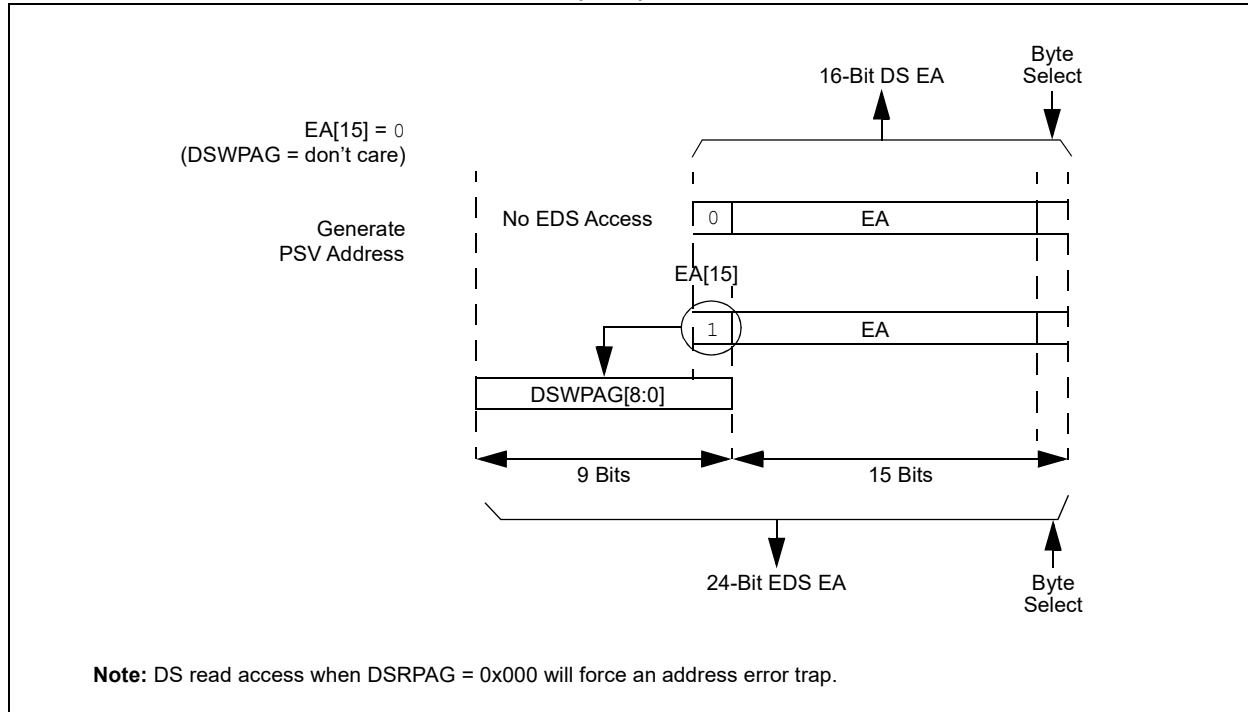 Byte
Select
16-Bit DS EA
EA[15] = 0
(DSWPAG = don't care)
Generate
PSV Address
No EDS Access
0
EA
EA[15]
1
EA
DSWPAG[8:0]
9 Bits
15 Bits
24-Bit EDS EA
Byte
Select
Note: DS read access when DSRPAG = 0x000 will force an address error trap.